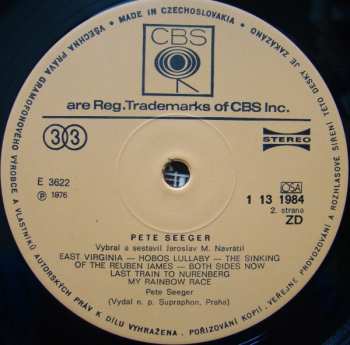 MADE IN CZECHOSLOVAKIA • VŠECHNA PRÁVA GRAMOFONOVÉHO VÝROBCE A VLASTNÍKŮ AUTORSKÝCH PRÁV K DÍLU VYHRAŽENA. POŘIZOVÁNÍ KOPIÍ, VEŘEJNÉ PROVOZOVÁNÍ A ROZHLASOVÉ ŠÍŘENÍ TÉTO DESKY JE ZAKÁZÁNO
CBS
are Reg.Trademarks of CBS Inc.
33
STEREO
E 3622
℗ 1976
OSA
1 13 1984
2. strana
ZD
PETE SEEGER
Vybral a sestavil Jaroslav M. Navrátil
EAST VIRGINIA — HOBOS LULLABY — THE SINKING
OF THE REUBEN JAMES — BOTH SIDES NOW
LAST TRAIN TO NURENBERG
MY RAINBOW RACE
Pete Seeger
(Vydal n. p. Supraphon, Praha)